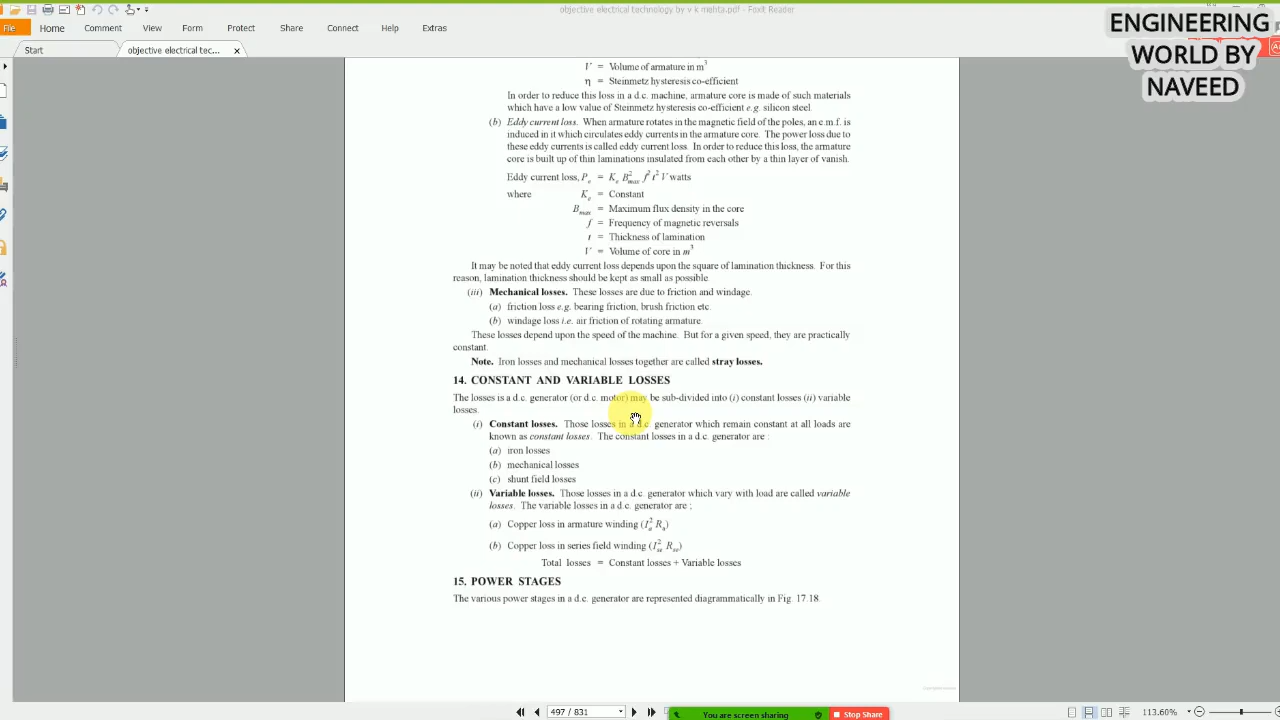 objective electrical technology by v k mehta.pdf - Foxit Reader
File Home Comment View Form Protect Share Connect Help Extras
Start objective electrical tec...
ENGINEERING
WORLD BY
NAVEED
V = Volume of armature in m³
η = Steinmetz hysteresis co-efficient
In order to reduce this loss in a d.c. machine, armature core is made of such materials
which have a low value of Steinmetz hysteresis co-efficient e.g. silicon steel.
(b) Eddy current loss. When armature rotates in the magnetic field of the poles, an e.m.f. is
induced in it which circulates eddy currents in the armature core. The power loss due to
these eddy currents is called eddy current loss. In order to reduce this loss, the armature
core is built up of thin laminations insulated from each other by a thin layer of vanish.
Eddy current loss, Pe = Ke B²max f² t² V watts
where Ke = Constant
Bmax = Maximum flux density in the core
f = Frequency of magnetic reversals
t = Thickness of lamination
V = Volume of core in m³
It may be noted that eddy current loss depends upon the square of lamination thickness. For this
reason, lamination thickness should be kept as small as possible.
(iii) Mechanical losses. These losses are due to friction and windage.
(a) friction loss e.g. bearing friction, brush friction etc.
(b) windage loss i.e. air friction of rotating armature.
These losses depend upon the speed of the machine. But for a given speed, they are practically
constant.
Note. Iron losses and mechanical losses together are called stray losses.
14. CONSTANT AND VARIABLE LOSSES
The losses is a d.c. generator (or d.c. motor) may be sub-divided into (i) constant losses (ii) variable
losses.
(i) Constant losses. Those losses in a d.c. generator which remain constant at all loads are
known as constant losses. The constant losses in a d.c. generator are :
(a) iron losses
(b) mechanical losses
(c) shunt field losses
(ii) Variable losses. Those losses in a d.c. generator which vary with load are called variable
losses. The variable losses in a d.c. generator are ;
(a) Copper loss in armature winding (I²a Ra)
(b) Copper loss in series field winding (I²se Rse)
Total losses = Constant losses + Variable losses
15. POWER STAGES
The various power stages in a d.c. generator are represented diagrammatically in Fig. 17.18.
497 / 831 You are screen sharing Stop Share 113.60%